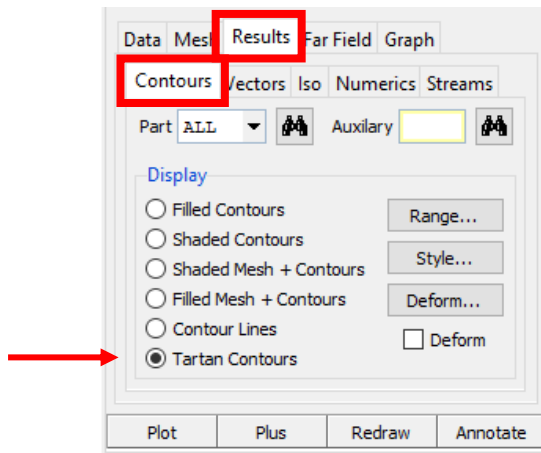 Data Mesh Results Far Field Graph
Contours Vectors Iso Numerics Streams
Part ALL Auxilary
Display
Filled Contours
Range...
Shaded Contours
Style...
Shaded Mesh + Contours
Filled Mesh + Contours
Deform...
Contour Lines
Deform
Tartan Contours
Plot Plus Redraw Annotate